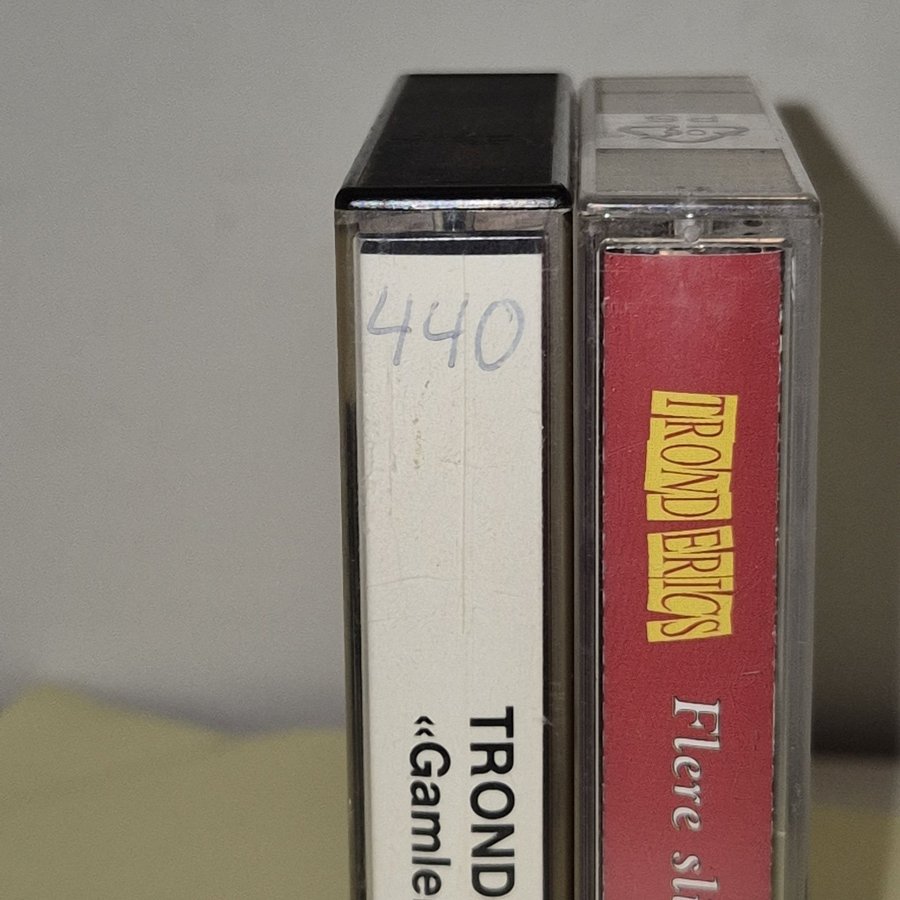 440
TROND
«Gamle
TROND ERICS
Flere